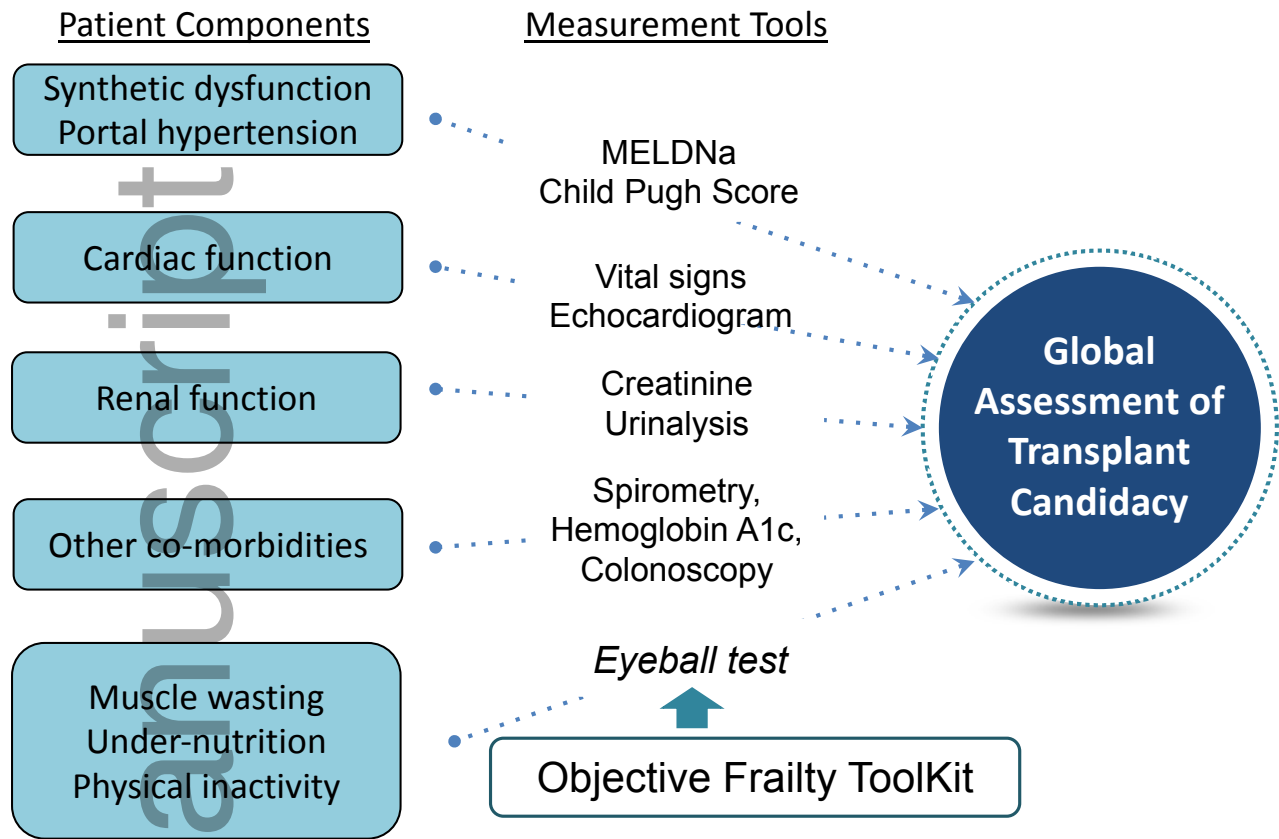 Patient Components
Measurement Tools
Synthetic dysfunction
Portal hypertension
MELDNa
Child Pugh Score
Cardiac function
Vital signs
Echocardiogram
Renal function
Creatinine
Urinalysis
Other co-morbidities
Spirometry,
Hemoglobin A1c,
Colonoscopy
Muscle wasting
Under-nutrition
Physical inactivity
Eyeball test
Objective Frailty ToolKit
Global
Assessment of
Transplant
Candidacy
anuscript